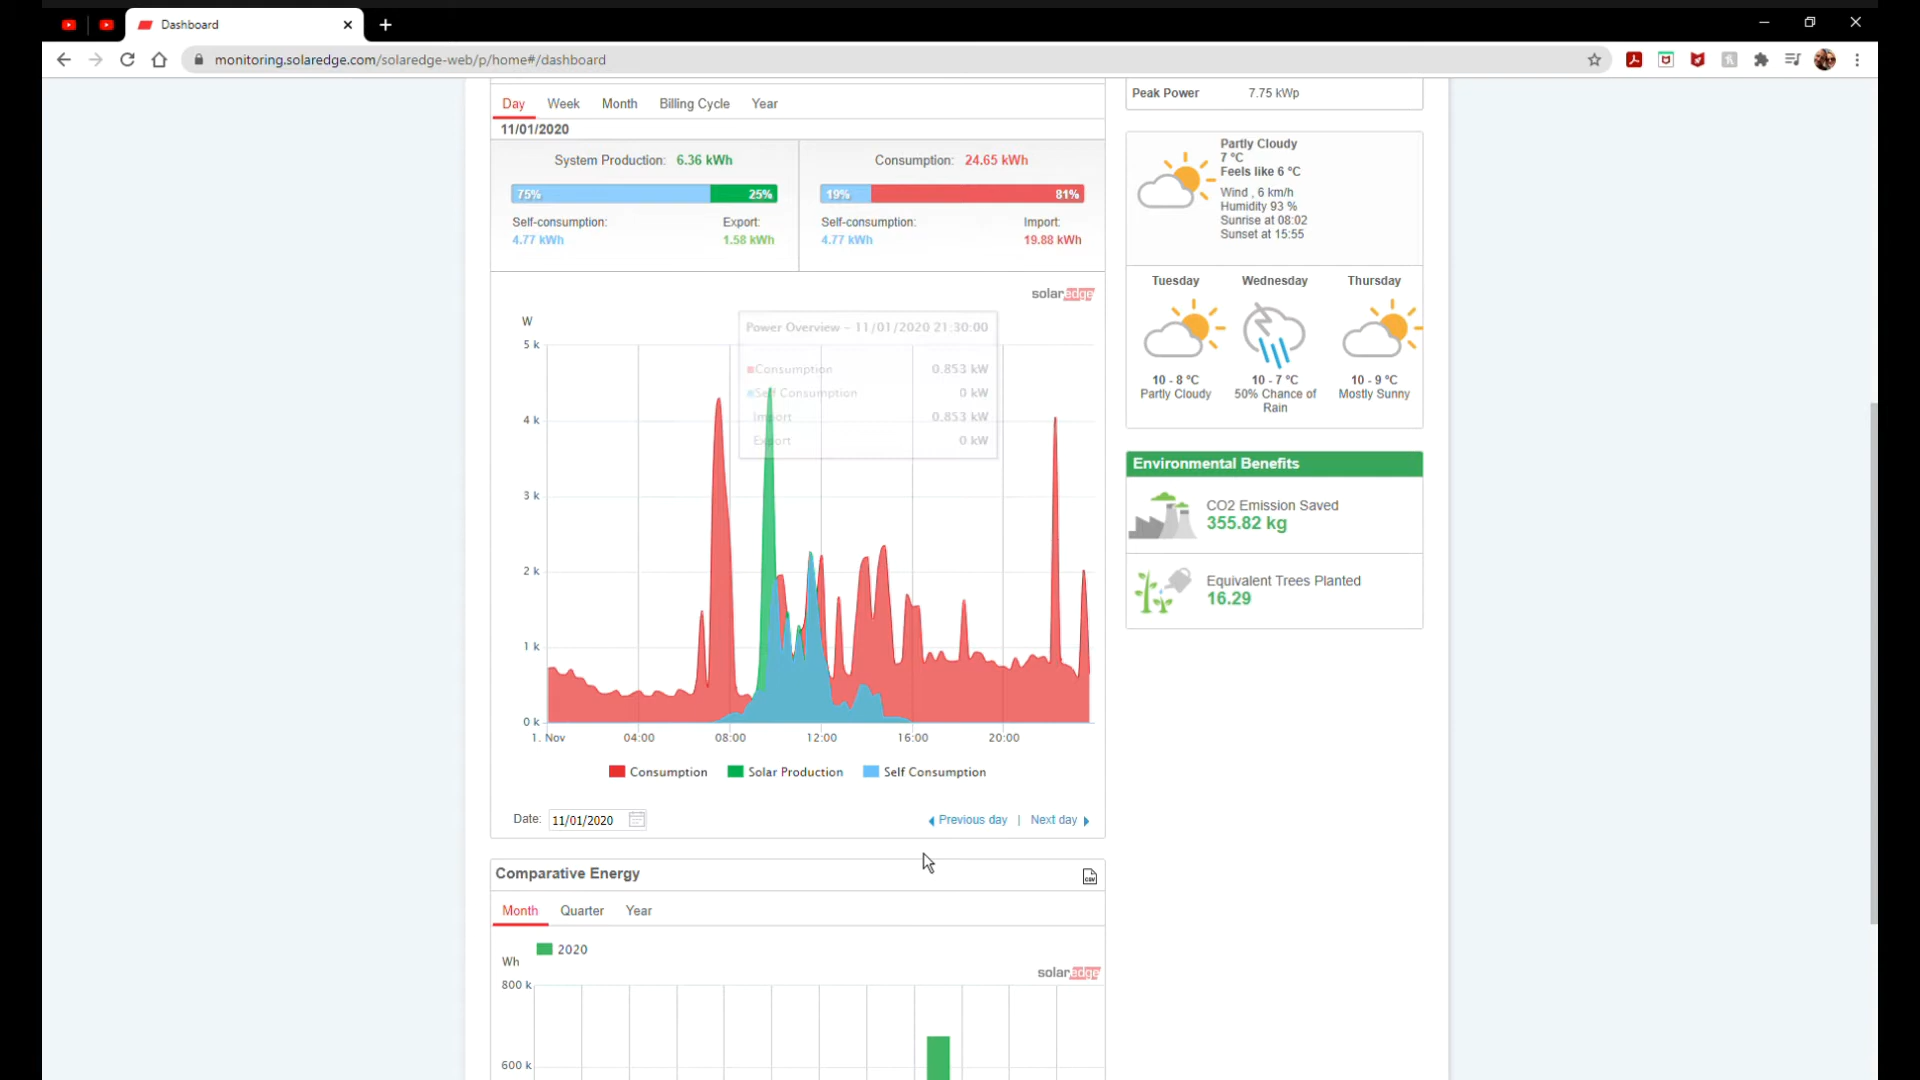 Dashboard
monitoring.solaredge.com/solaredge-web/p/home#/dashboard
Day Week Month Billing Cycle Year
11/01/2020
System Production: 6.36 kWh
75% 25%
Self-consumption: Export:
4.77 kWh 1.58 kWh
Consumption: 24.65 kWh
19% 81%
Self-consumption: Import:
4.77 kWh 19.88 kWh
solaredge
Power Overview – 11/01/2020 21:30:00
Consumption 0.853 kW
Self Consumption 0 kW
Import 0.853 kW
Export 0 kW
W
5 k
4 k
3 k
2 k
1 k
0 k
1. Nov 04:00 08:00 12:00 16:00 20:00
Consumption Solar Production Self Consumption
Date: 11/01/2020
Previous day | Next day
Comparative Energy
CSV
Month Quarter Year
2020
Wh
solaredge
800 k
600 k
Peak Power 7.75 kWp
Partly Cloudy
7 °C
Feels like 6 °C
Wind , 6 km/h
Humidity 93 %
Sunrise at 08:02
Sunset at 15:55
Tuesday Wednesday Thursday
10 - 8 °C 10 - 7 °C 10 - 9 °C
Partly Cloudy 50% Chance of Mostly Sunny
Rain
Environmental Benefits
CO2 Emission Saved
355.82 kg
Equivalent Trees Planted
16.29